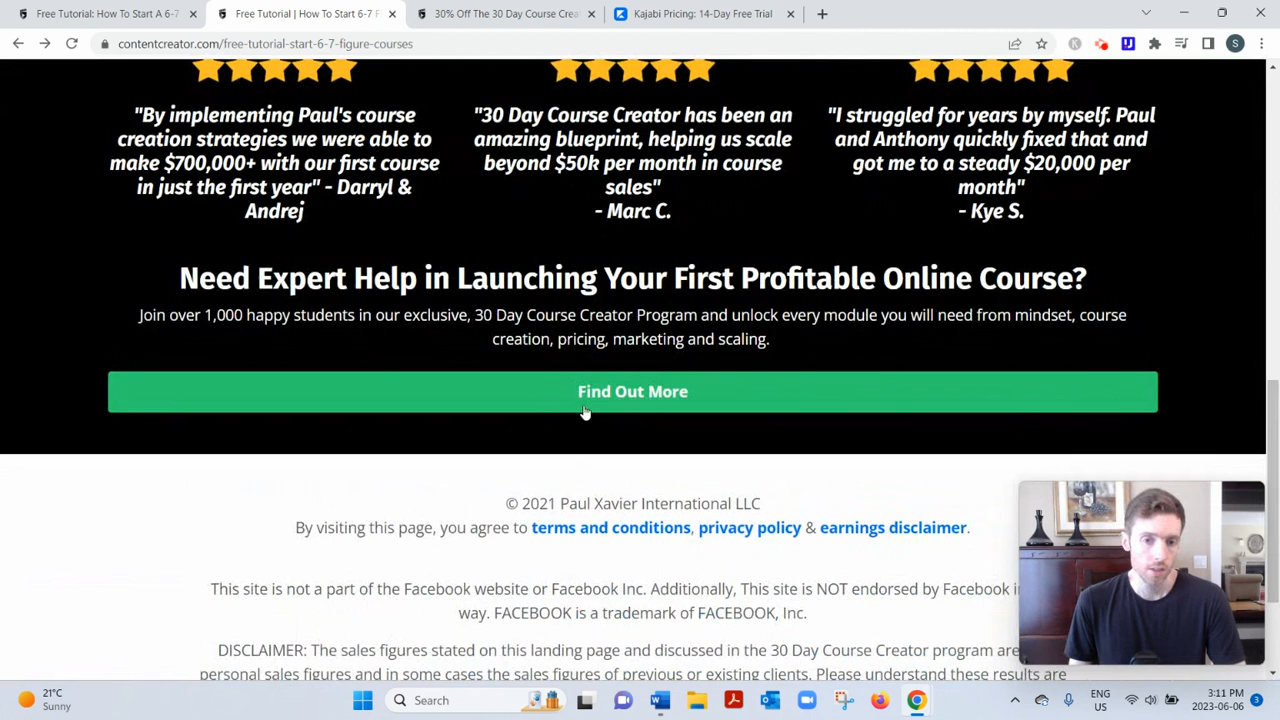 Free Tutorial: How To Start A 6-7
Free Tutorial | How To Start 6-7 F
30% Off The 30 Day Course Crea
Kajabi Pricing: 14-Day Free Trial
contentcreator.com/free-tutorial-start-6-7-figure-courses
S
"By implementing Paul's course
creation strategies we were able to
make $700,000+ with our first course
in just the first year" - Darryl &
Andrej
"30 Day Course Creator has been an
amazing blueprint, helping us scale
beyond $50k per month in course
sales"
- Marc C.
"I struggled for years by myself. Paul
and Anthony quickly fixed that and
got me to a steady $20,000 per
month"
- Kye S.
Need Expert Help in Launching Your First Profitable Online Course?
Join over 1,000 happy students in our exclusive, 30 Day Course Creator Program and unlock every module you will need from mindset, course
creation, pricing, marketing and scaling.
Find Out More
© 2021 Paul Xavier International LLC
By visiting this page, you agree to terms and conditions, privacy policy & earnings disclaimer.
This site is not a part of the Facebook website or Facebook Inc. Additionally, This site is NOT endorsed by Facebook in
way. FACEBOOK is a trademark of FACEBOOK, Inc.
DISCLAIMER: The sales figures stated on this landing page and discussed in the 30 Day Course Creator program are
personal sales figures and in some cases the sales figures of previous or existing clients. Please understand these results are
21°C
Sunny
Search
ENG
US
3:11 PM
2023-06-06
3